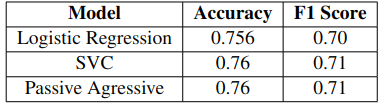 Model Accuracy F1 Score
Logistic Regression 0.756 0.70
SVC 0.76 0.71
Passive Agressive 0.76 0.71